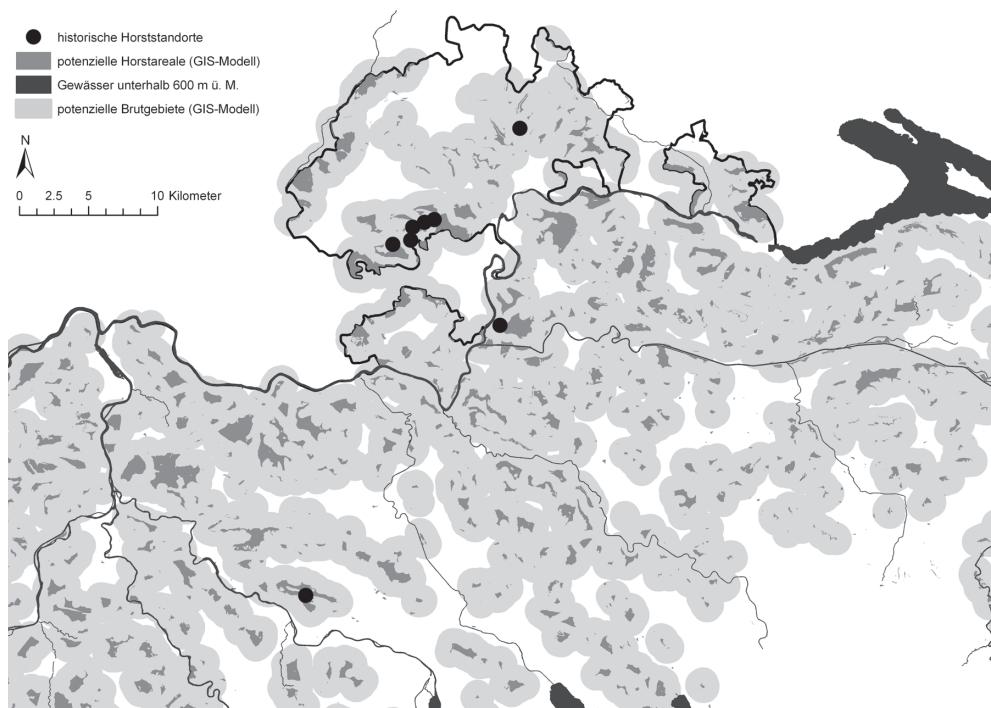 historische Horststandorte
potenzielle Horstareale (GIS-Modell)
Gewässer unterhalb 600 m ü. M.
potenzielle Brutgebiete (GIS-Modell)
N
0 2.5 5 10 Kilometer